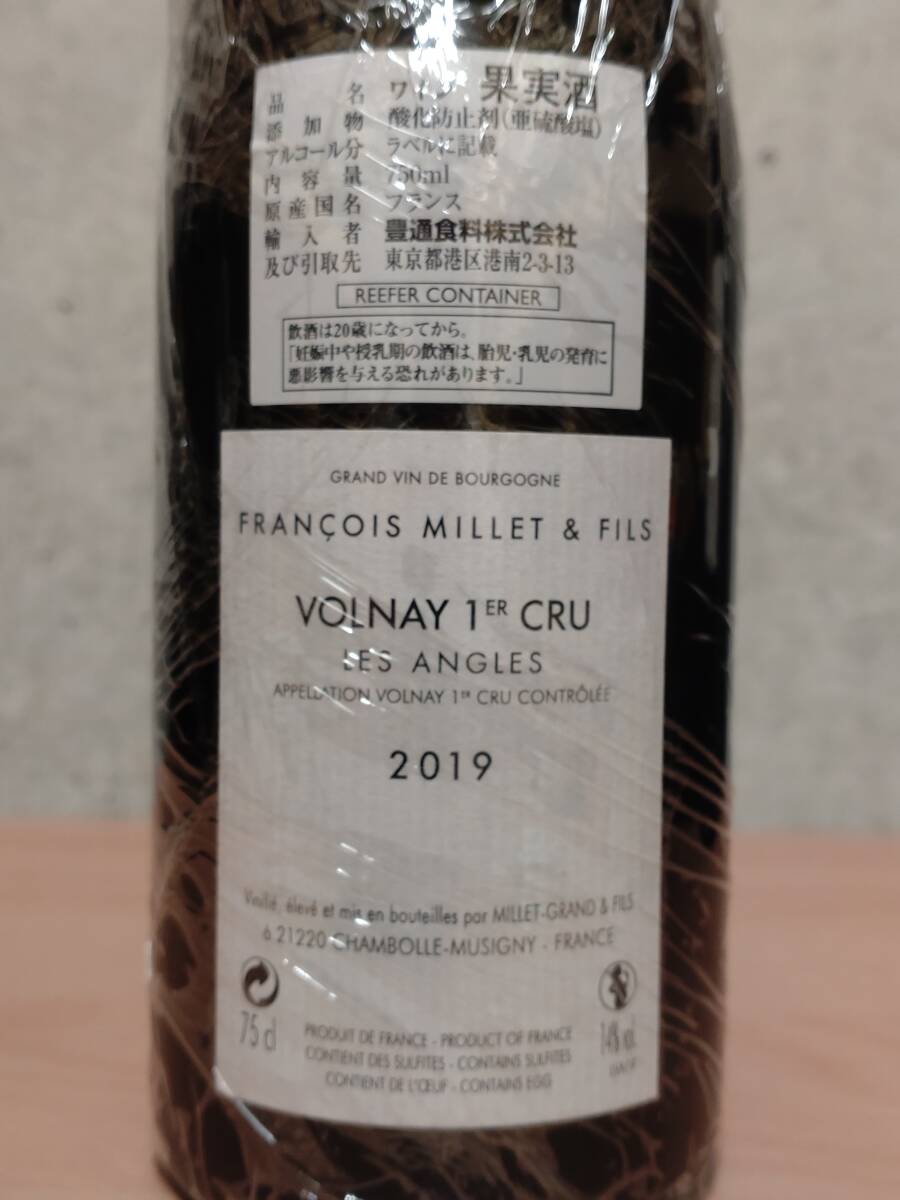 品名 ワイン 果実酒
添加物 酸化防止剤(亜硫酸塩)
アルコール分 ラベルに記載
内容量 750ml
原産国名 フランス
輸入者 豊通食料株式会社
及び引取先 東京都港区港南2-3-13
REEFER CONTAINER
飲酒は20歳になってから。
「妊娠中や授乳期の飲酒は、胎児・乳児の発育に
悪影響を与える恐れがあります。」
GRAND VIN DE BOURGOGNE
FRANÇOIS MILLET & FILS
VOLNAY 1ER CRU
LES ANGLES
APPELLATION VOLNAY 1ER CRU CONTRÔLÉE
2019
Vinifié, élevé et mis en bouteilles par MILLET-GRAND & FILS
à 21220 CHAMBOLLE-MUSIGNY - FRANCE
75 cl
14% vol.
PRODUIT DE FRANCE - PRODUCT OF FRANCE
CONTIENT DES SULFITES - CONTAINS SULFITES
CONTIENT DE L'ŒUF - CONTAINS EGG